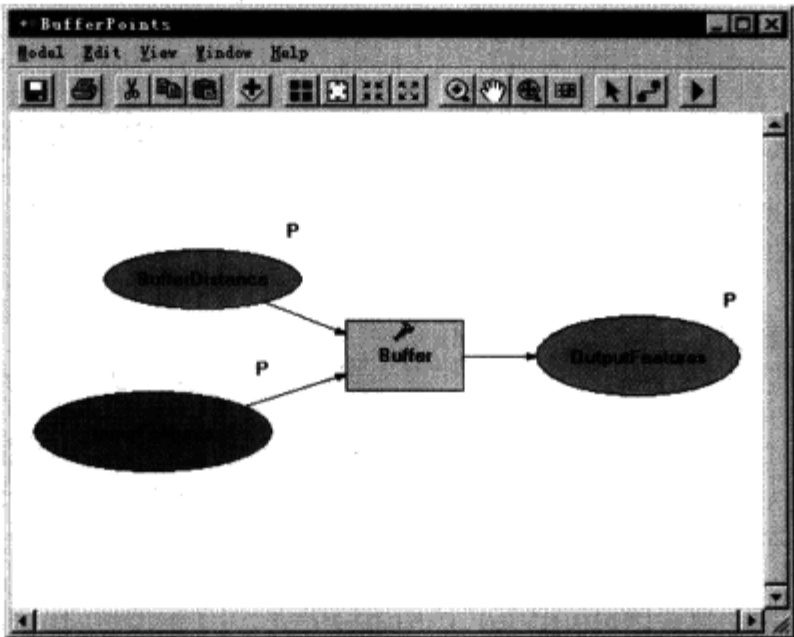 BufferPoints
Model Edit View Window Help
P
BufferDistance
P
Buffer
P
OutputFeatures